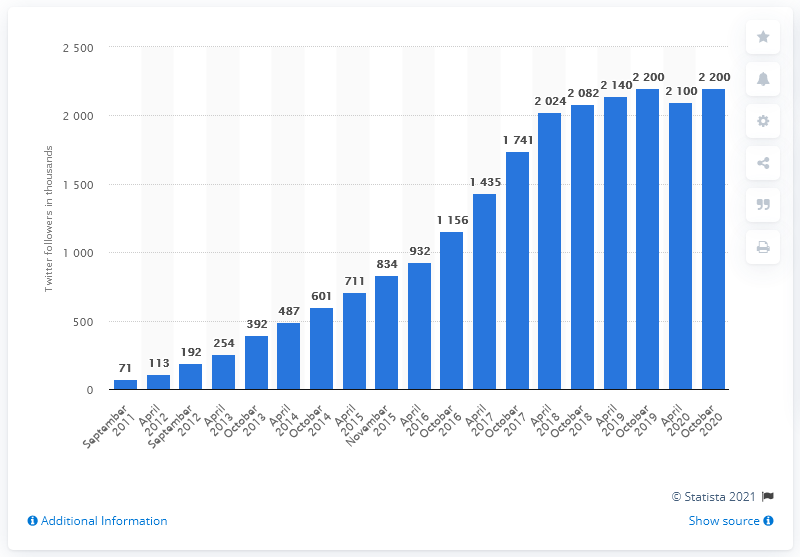 2 500
2 000
1 500
1 000
500
0
Twitter followers in thousands
71
113
192
254
392
487
601
711
834
932
1 156
1 435
1 741
2 024
2 082
2 140
2 200
2 100
2 200
September
2011
April
2012
September
2012
April
2013
October
2013
April
2014
October
2014
April
2015
November
2015
April
2016
October
2016
April
2017
October
2017
April
2018
October
2018
April
2019
October
2019
April
2020
October
2020
© Statista 2021
Additional Information
Show source